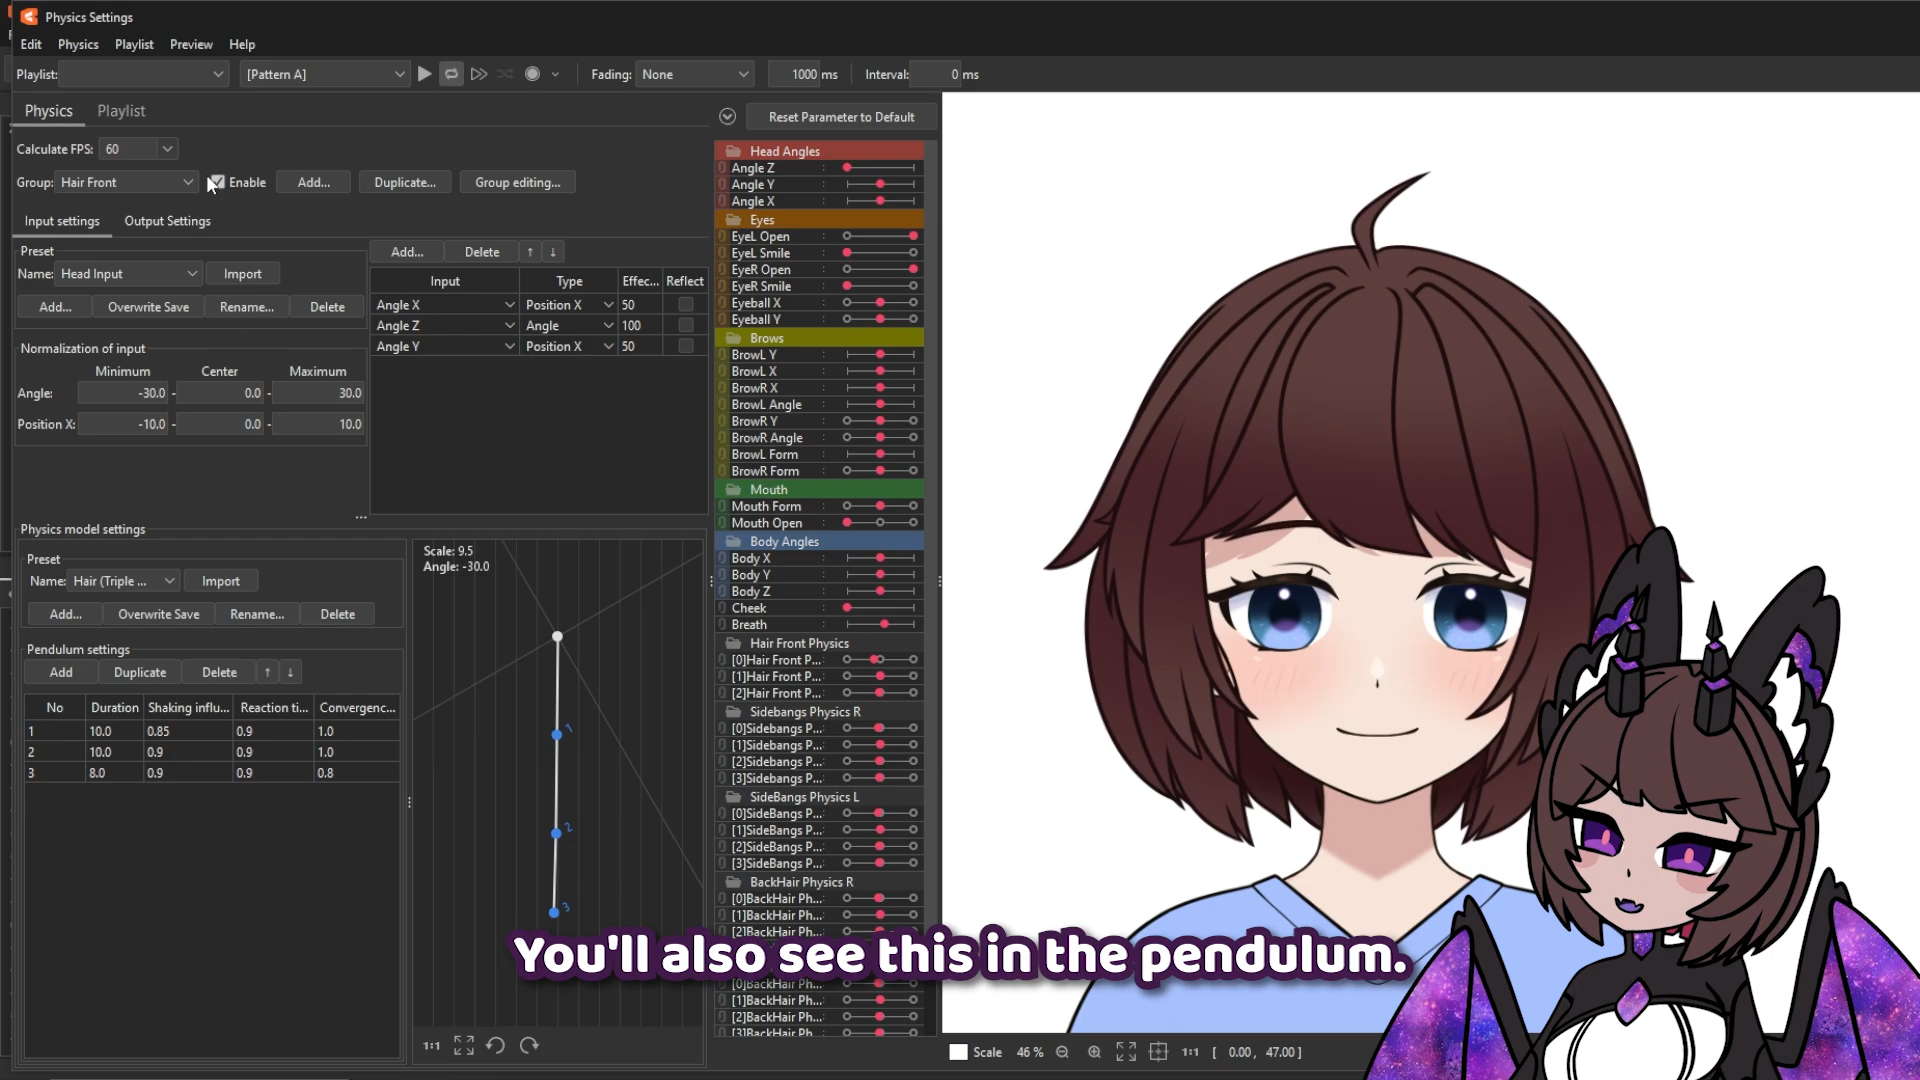 Physics Settings
Edit Physics Playlist Preview Help
Playlist: [Pattern A] Fading: None 1000 ms Interval: 0 ms
Physics Playlist
Calculate FPS: 60
Group: Hair Front Enable Add... Duplicate... Group editing...
Input settings Output Settings
Preset
Name: Head Input Import
Add... Overwrite Save Rename... Delete
Normalization of input
Minimum Center Maximum
Angle: -30.0 - 0.0 - 30.0
Position X: -10.0 - 0.0 - 10.0
Add... Delete ↑ ↓
Input Type Effec... Reflect
Angle X Position X 50
Angle Z Angle 100
Angle Y Position X 50
Physics model settings
Preset
Name: Hair (Triple ... Import
Add... Overwrite Save Rename... Delete
Pendulum settings
Add Duplicate Delete ↑ ↓
No Duration Shaking influ... Reaction ti... Convergenc...
1 10.0 0.85 0.9 1.0
2 10.0 0.9 0.9 1.0
3 8.0 0.9 0.9 0.8
Scale: 9.5
Angle: -30.0
1
2
3
1:1
Reset Parameter to Default
Head Angles
Angle Z :
Angle Y :
Angle X :
Eyes
EyeL Open :
EyeL Smile :
EyeR Open :
EyeR Smile :
Eyeball X :
Eyeball Y :
Brows
BrowL Y :
BrowL X :
BrowR X :
BrowL Angle :
BrowR Y :
BrowR Angle :
BrowL Form :
BrowR Form :
Mouth
Mouth Form :
Mouth Open :
Body Angles
Body X :
Body Y :
Body Z :
Cheek :
Breath :
Hair Front Physics
[0]Hair Front P...:
[1]Hair Front P...:
[2]Hair Front P...:
Sidebangs Physics R
[0]Sidebangs P...:
[1]Sidebangs P...:
[2]Sidebangs P...:
[3]Sidebangs P...:
SideBangs Physics L
[0]SideBangs P...:
[1]SideBangs P...:
[2]SideBangs P...:
[3]SideBangs P...:
BackHair Physics R
[0]BackHair Ph...:
[1]BackHair Ph...:
[2]BackHair Ph...:
[0]BackHair Ph...:
[1]BackHair Ph...:
[2]BackHair Ph...:
[3]BackHair Ph...:
You'll also see this in the pendulum.
Scale 46 % 1:1 [ 0.00, 47.00 ]